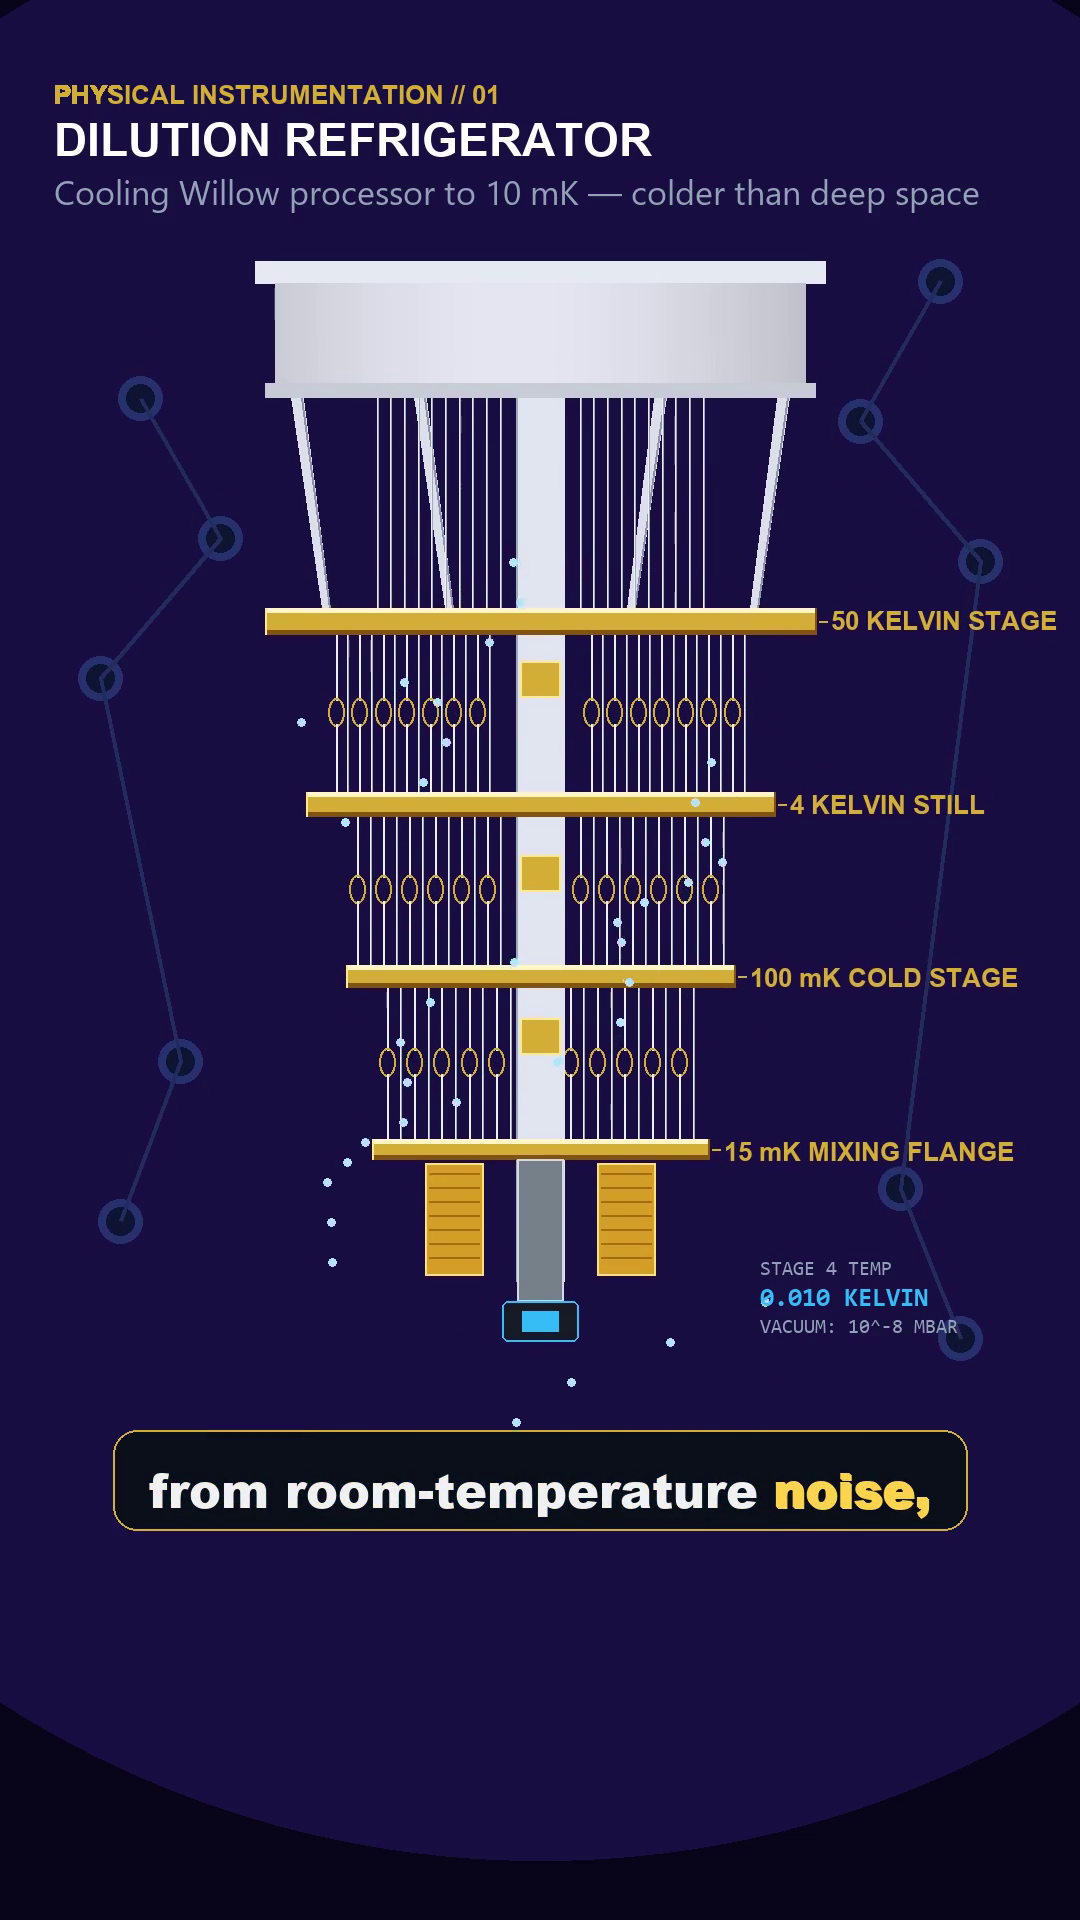 PHYSICAL INSTRUMENTATION // 01
DILUTION REFRIGERATOR
Cooling Willow processor to 10 mK — colder than deep space
50 KELVIN STAGE
4 KELVIN STILL
100 mK COLD STAGE
15 mK MIXING FLANGE
STAGE 4 TEMP
0.010 KELVIN
VACUUM: 10^-8 MBAR
from room-temperature noise,